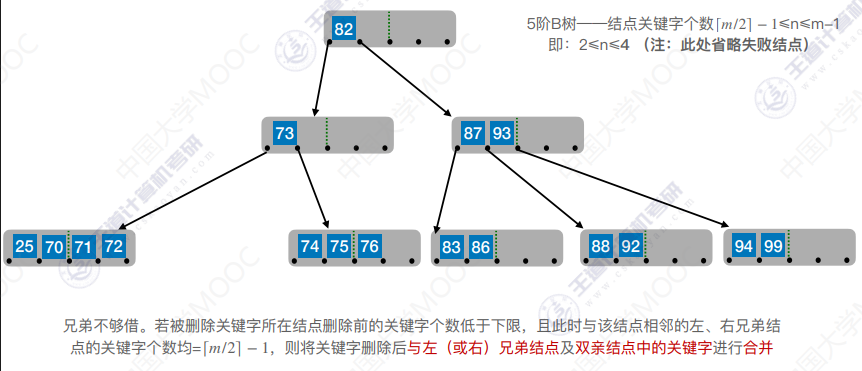 5阶B树——结点关键字个数⌈m/2⌉ − 1≤n≤m−1
即：2≤n≤4 （注：此处省略失败结点）
82
73
87 93
25 70 71 72
74 75 76
83 86
88 92
94 99
兄弟不够借。若被删除关键字所在结点删除前的关键字个数低于下限，且此时与该结点相邻的左、右兄弟结
点的关键字个数均=⌈m/2⌉ − 1，则将关键字删除后与左（或右）兄弟结点及双亲结点中的关键字进行合并
中国大学MOOC
王道计算机考研
www.cskaoyan.com